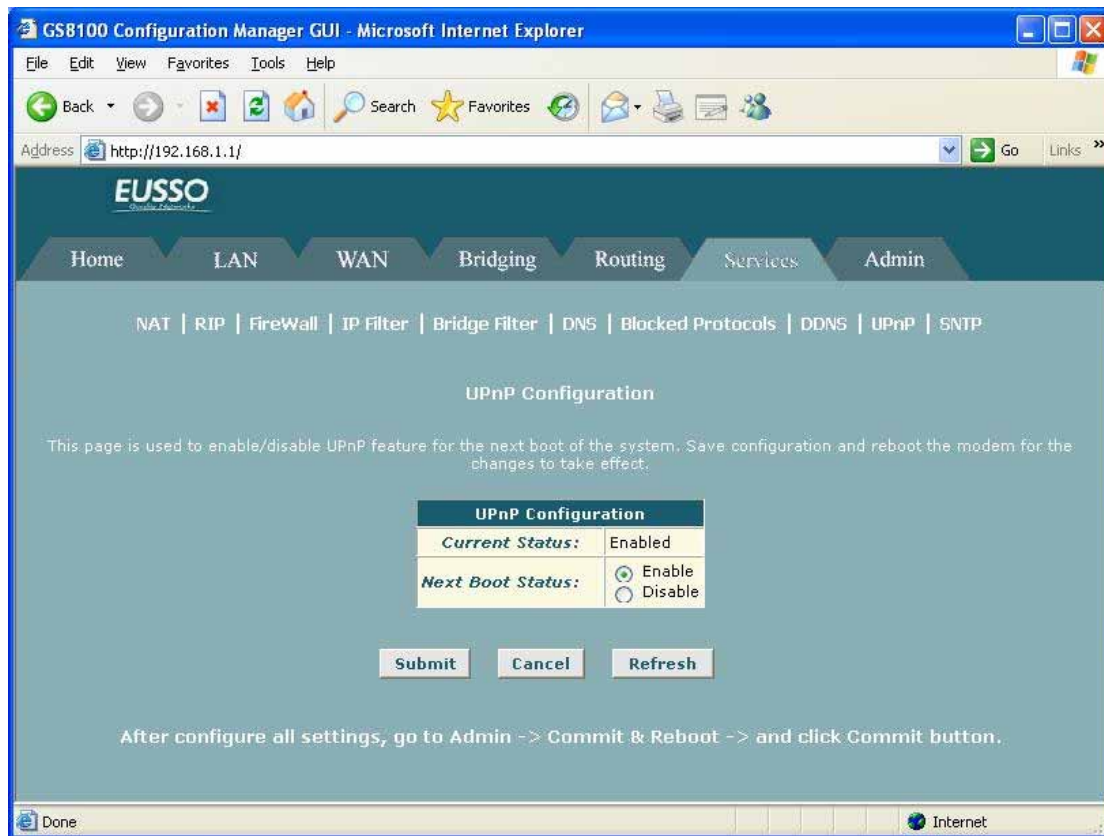 GS8100 Configuration Manager GUI - Microsoft Internet Explorer
File Edit View Favorites Tools Help
Back Search Favorites
Address http://192.168.1.1/ Go Links »
EUSSO
Home LAN WAN Bridging Routing Services Admin
NAT | RIP | FireWall | IP Filter | Bridge Filter | DNS | Blocked Protocols | DDNS | UPnP | SNTP
UPnP Configuration
This page is used to enable/disable UPnP feature for the next boot of the system. Save configuration and reboot the modem for the
changes to take effect.
UPnP Configuration
Current Status: Enabled
Next Boot Status: Enable
Disable
Submit Cancel Refresh
After configure all settings, go to Admin -> Commit & Reboot -> and click Commit button.
Done Internet